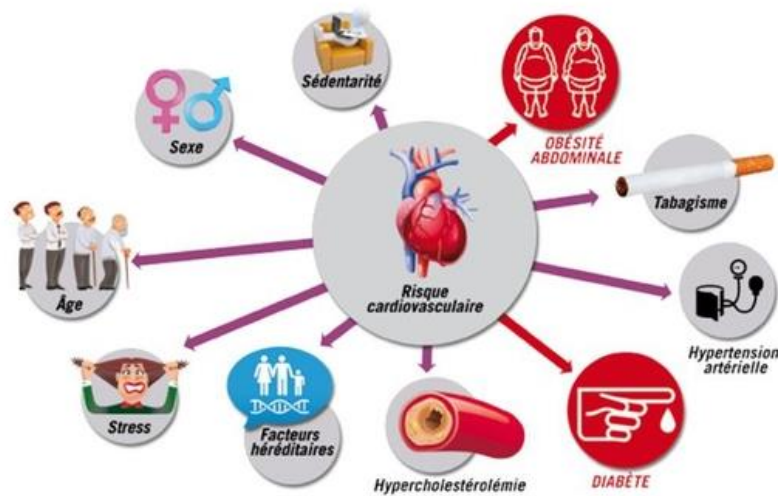 Sédentarité
OBÉSITÉ
ABDOMINALE
Sexe
Tabagisme
Âge
Risque
cardiovasculaire
Hypertension
artérielle
Stress
Facteurs
héréditaires
Hypercholestérolémie
DIABÈTE